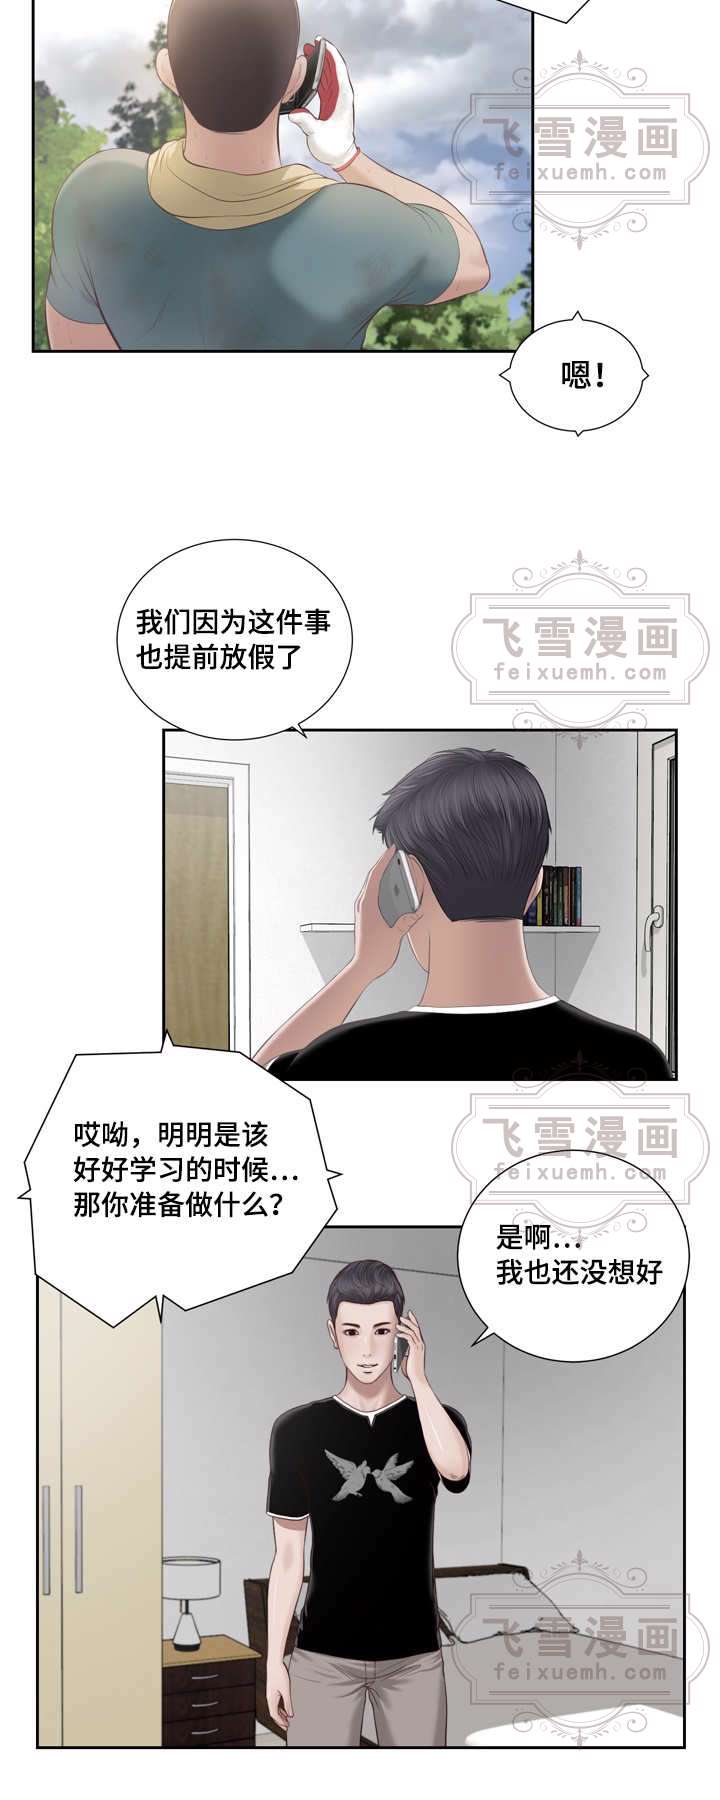 飞雪漫画
feixuemh.com
嗯！
我们因为这件事
也提前放假了
飞雪漫画
feixuemh.com
哎呦，明明是该
好好学习的时候...
那你准备做什么？
飞雪漫画
feixuemh.com
是啊...
我也还没想好
飞雪漫画
feixuemh.com